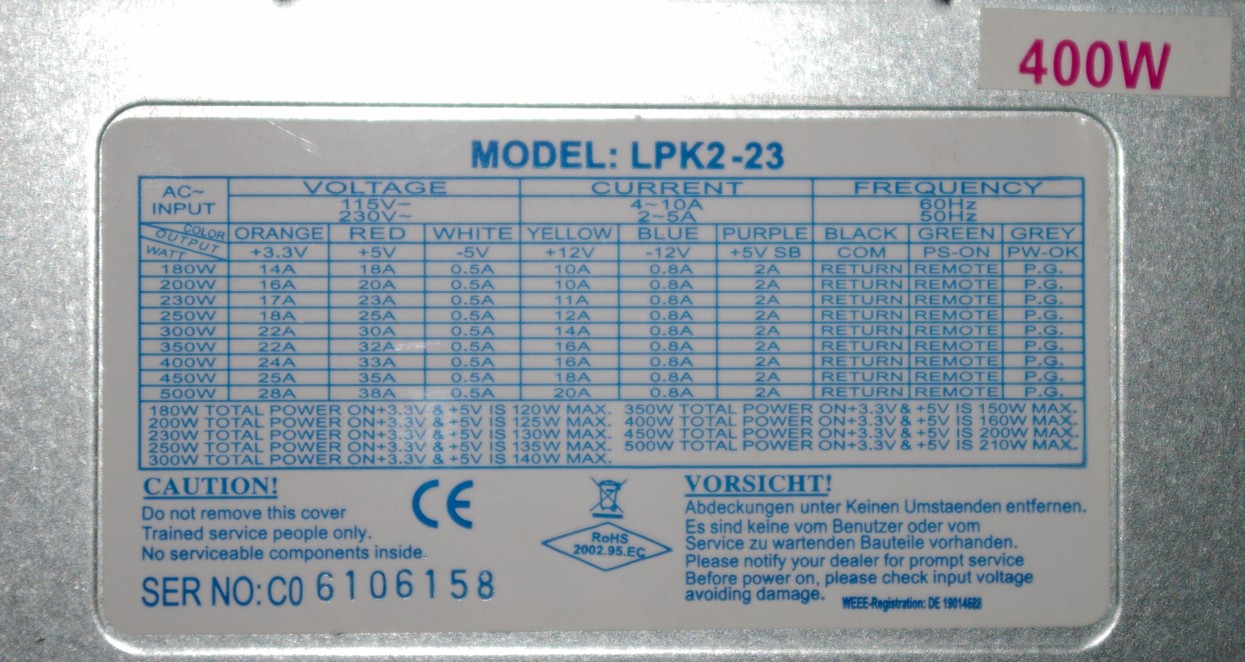 400W
MODEL: LPK2-23
AC~ INPUT VOLTAGE CURRENT FREQUENCY
115V~ 4~10A 60Hz
230V~ 2~5A 50Hz
COLOR OUTPUT WATT ORANGE RED WHITE YELLOW BLUE PURPLE BLACK GREEN GREY
+3.3V +5V -5V +12V -12V +5V SB COM PS-ON PW-OK
180W 14A 18A 0.5A 10A 0.8A 2A RETURN REMOTE P.G.
200W 16A 20A 0.5A 10A 0.8A 2A RETURN REMOTE P.G.
230W 17A 23A 0.5A 11A 0.8A 2A RETURN REMOTE P.G.
250W 18A 25A 0.5A 12A 0.8A 2A RETURN REMOTE P.G.
300W 22A 30A 0.5A 14A 0.8A 2A RETURN REMOTE P.G.
350W 22A 32A 0.5A 16A 0.8A 2A RETURN REMOTE P.G.
400W 24A 33A 0.5A 16A 0.8A 2A RETURN REMOTE P.G.
450W 25A 35A 0.5A 18A 0.8A 2A RETURN REMOTE P.G.
500W 28A 38A 0.5A 20A 0.8A 2A RETURN REMOTE P.G.
180W TOTAL POWER ON+3.3V & +5V IS 120W MAX.
200W TOTAL POWER ON+3.3V & +5V IS 125W MAX.
230W TOTAL POWER ON+3.3V & +5V IS 130W MAX.
250W TOTAL POWER ON+3.3V & +5V IS 135W MAX.
300W TOTAL POWER ON+3.3V & +5V IS 140W MAX.
350W TOTAL POWER ON+3.3V & +5V IS 150W MAX.
400W TOTAL POWER ON+3.3V & +5V IS 160W MAX.
450W TOTAL POWER ON+3.3V & +5V IS 200W MAX.
500W TOTAL POWER ON+3.3V & +5V IS 210W MAX.
CAUTION!
Do not remove this cover
Trained service people only.
No serviceable components inside.
CE
RoHS
2002.95.EC
SER NO: C0 6106158
VORSICHT!
Abdeckungen unter Keinen Umstaenden entfernen.
Es sind keine vom Benutzer oder vom
Service zu wartenden Bauteile vorhanden.
Please notify your dealer for prompt service
Before power on, please check input voltage
avoiding damage.
WEEE-Registration: DE